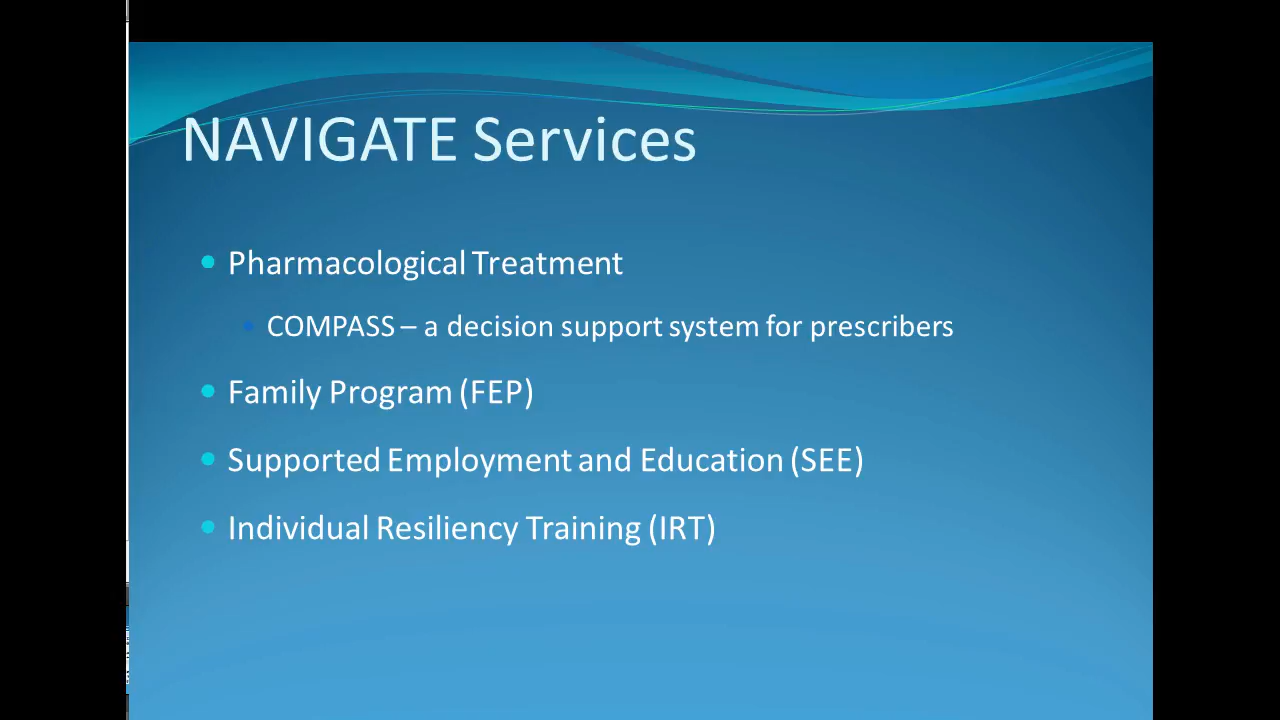 NAVIGATE Services
• Pharmacological Treatment
• COMPASS – a decision support system for prescribers
• Family Program (FEP)
• Supported Employment and Education (SEE)
• Individual Resiliency Training (IRT)